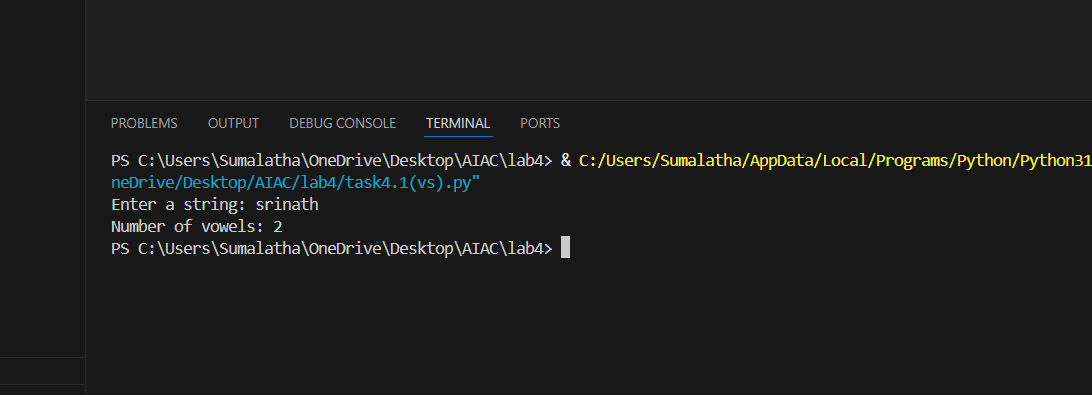 PROBLEMS OUTPUT DEBUG CONSOLE TERMINAL PORTS
PS C:\Users\Sumalatha\OneDrive\Desktop\AIAC\lab4> & C:/Users/Sumalatha/AppData/Local/Programs/Python/Python31
neDrive/Desktop/AIAC/lab4/task4.1(vs).py"
Enter a string: srinath
Number of vowels: 2
PS C:\Users\Sumalatha\OneDrive\Desktop\AIAC\lab4>